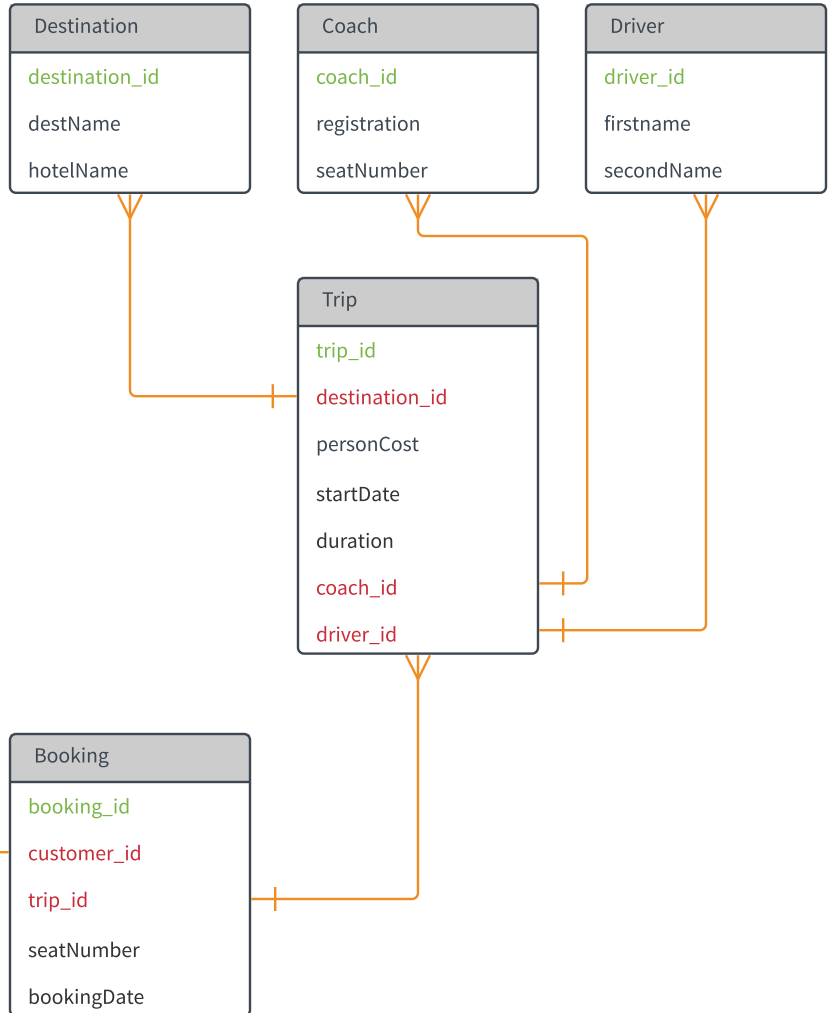 Destination
destination_id
destName
hotelName
Coach
coach_id
registration
seatNumber
Driver
driver_id
firstname
secondName
Trip
trip_id
destination_id
personCost
startDate
duration
coach_id
driver_id
Booking
booking_id
customer_id
trip_id
seatNumber
bookingDate